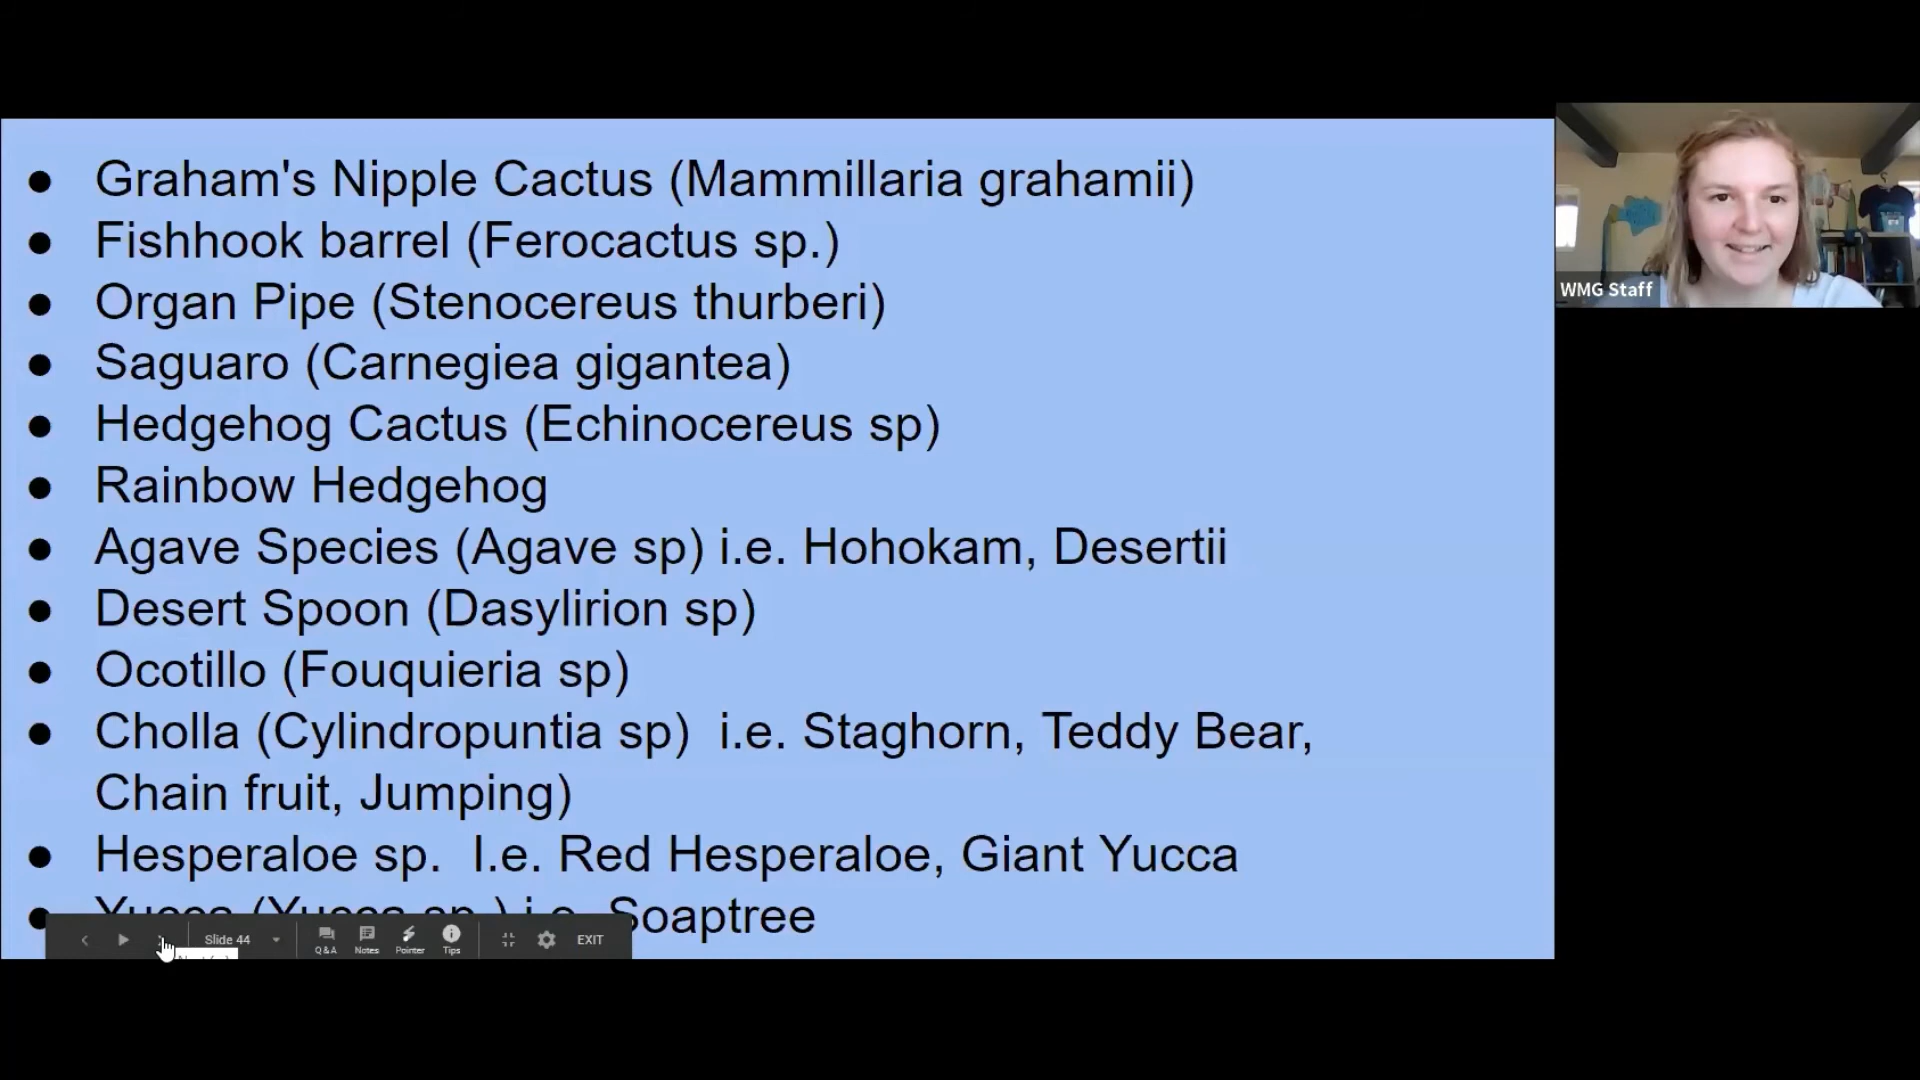 ● Graham's Nipple Cactus (Mammillaria grahamii)
● Fishhook barrel (Ferocactus sp.)
● Organ Pipe (Stenocereus thurberi)
● Saguaro (Carnegiea gigantea)
● Hedgehog Cactus (Echinocereus sp)
● Rainbow Hedgehog
● Agave Species (Agave sp) i.e. Hohokam, Desertii
● Desert Spoon (Dasylirion sp)
● Ocotillo (Fouquieria sp)
● Cholla (Cylindropuntia sp)  i.e. Staghorn, Teddy Bear,
Chain fruit, Jumping)
● Hesperaloe sp.  I.e. Red Hesperaloe, Giant Yucca
● Yucca (Yucca sp.) i.e. Soaptree
Slide 44
Q&A Notes Pointer Tips
EXIT
WMG Staff